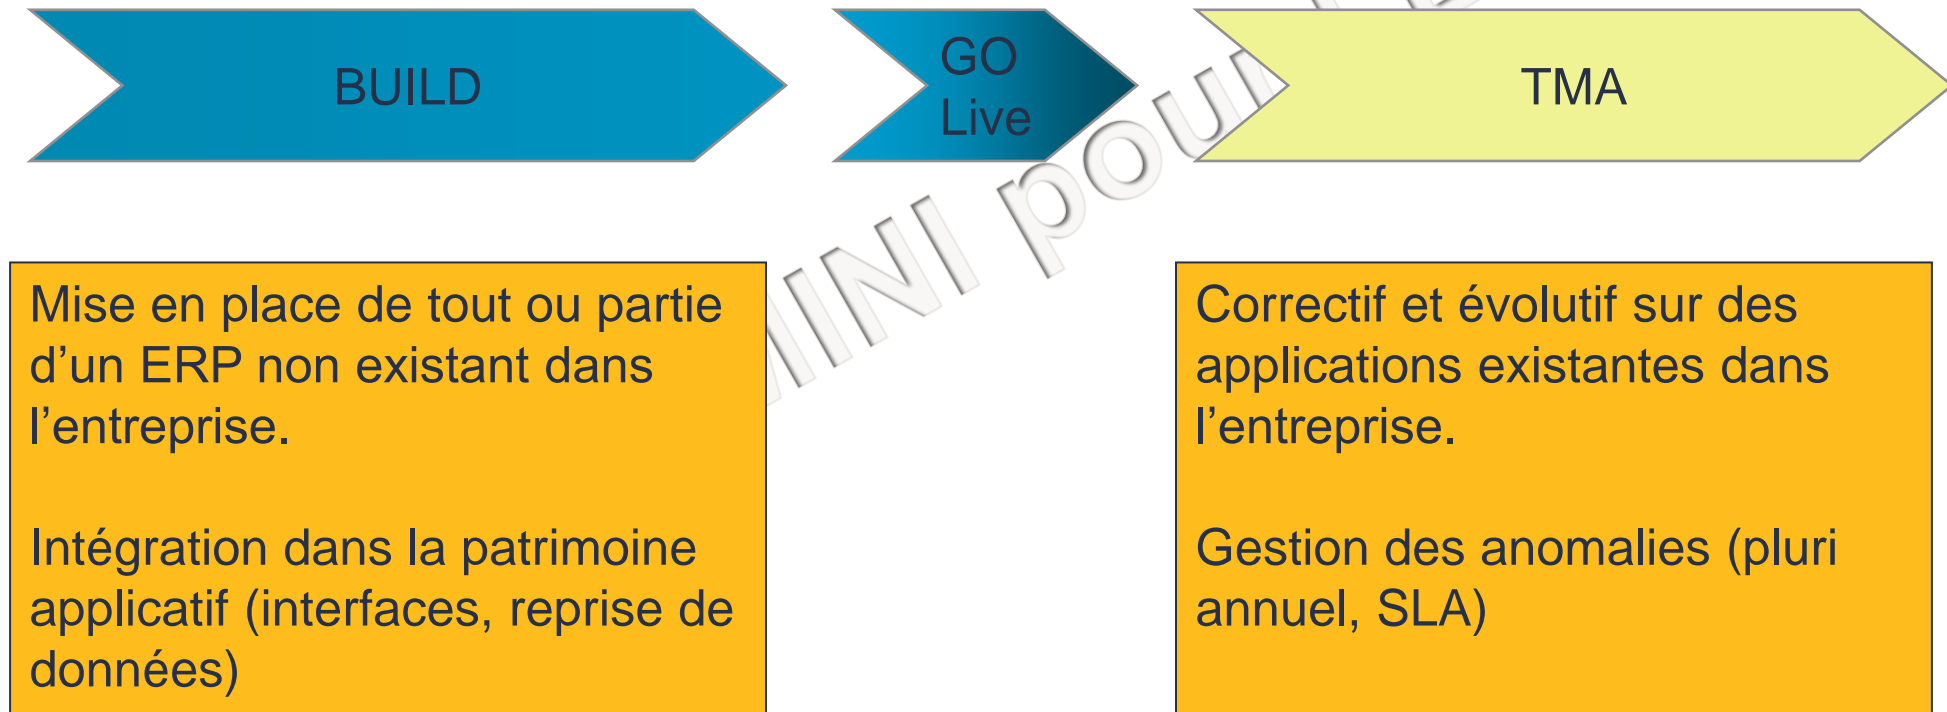 BUILD
GO
Live
TMA
Mise en place de tout ou partie
d’un ERP non existant dans
l’entreprise.
Intégration dans la patrimoine
applicatif (interfaces, reprise de
données)
Correctif et évolutif sur des
applications existantes dans
l’entreprise.
Gestion des anomalies (pluri
annuel, SLA)
pour